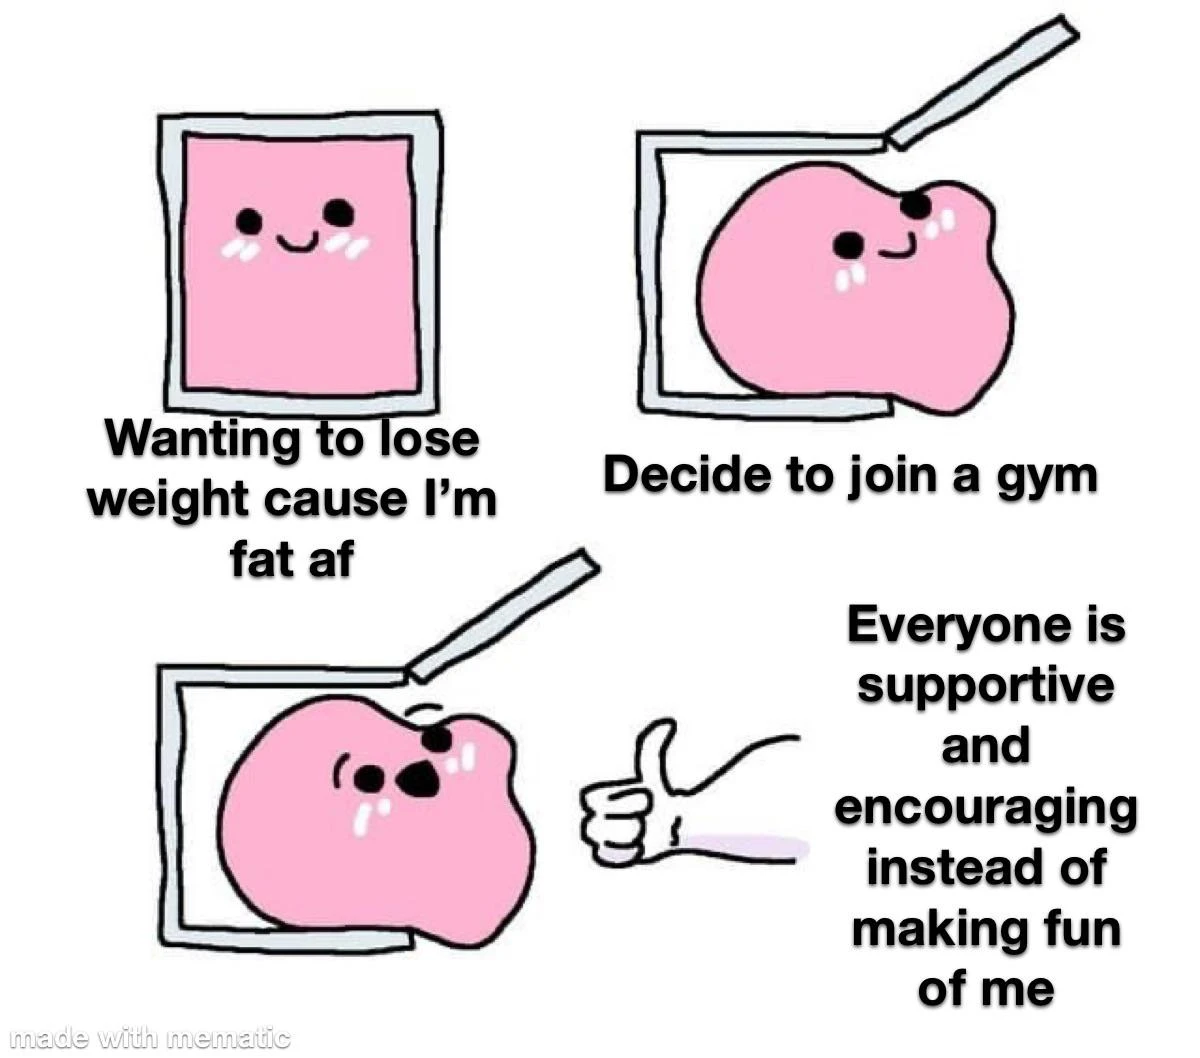 Wanting to lose
weight cause I’m
fat af
Decide to join a gym
Everyone is
supportive
and
encouraging
instead of
making fun
of me
made with mematic